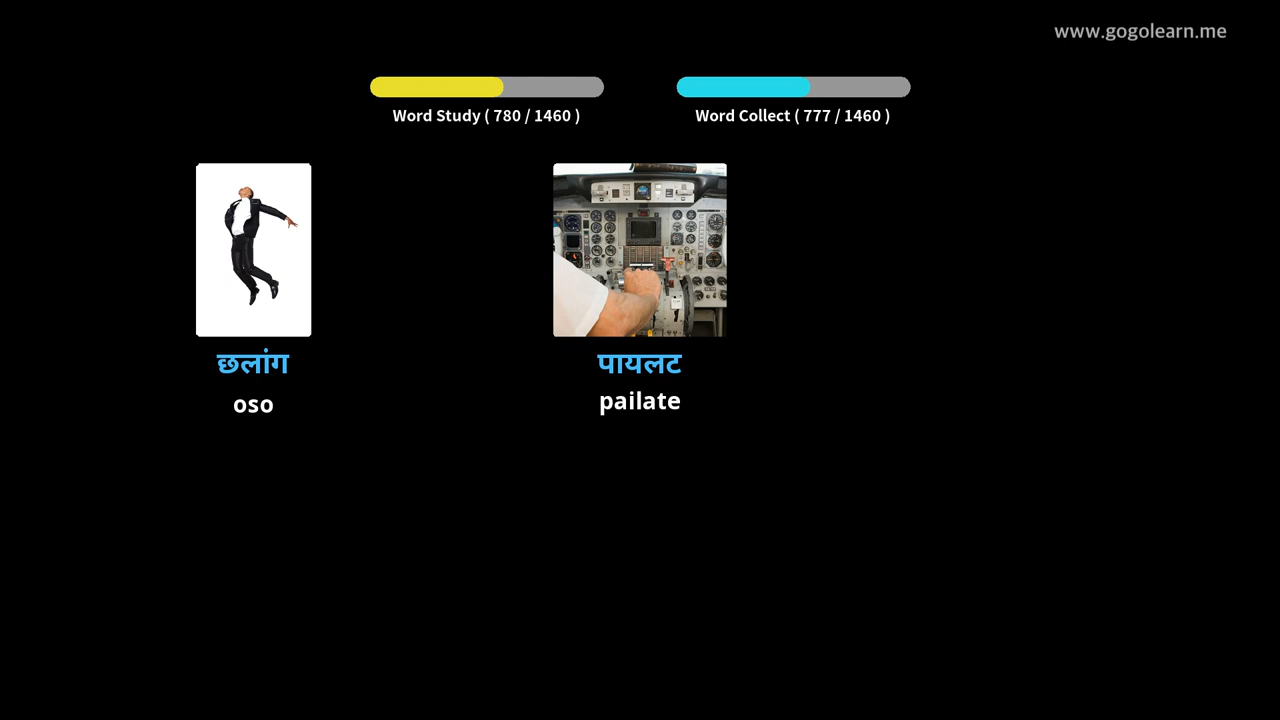 www.gogolearn.me
Word Study ( 780 / 1460 )
Word Collect ( 777 / 1460 )
छलांग
oso
पायलट
pailate